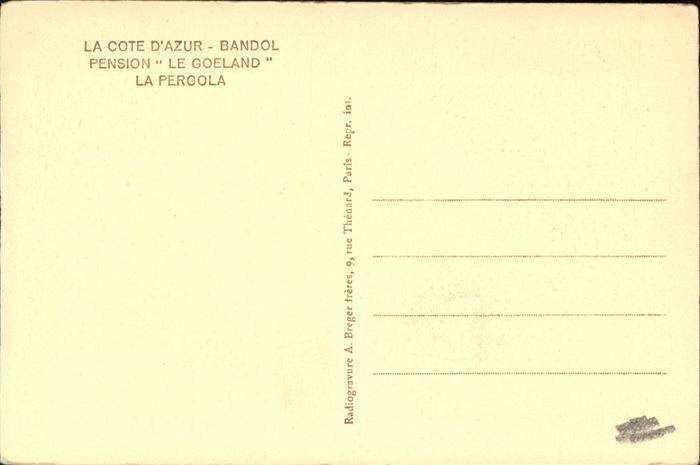 LA COTE D'AZUR - BANDOL
PENSION " LE GOELAND "
LA PERGOLA
Radiogravure A. Breger frères, 9, rue Thénard, Paris - Repr. int.